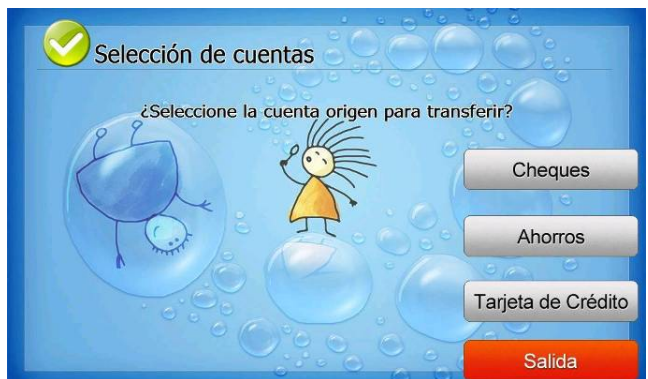 Selección de cuentas
¿Seleccione la cuenta origen para transferir?
Cheques
Ahorros
Tarjeta de Crédito
Salida